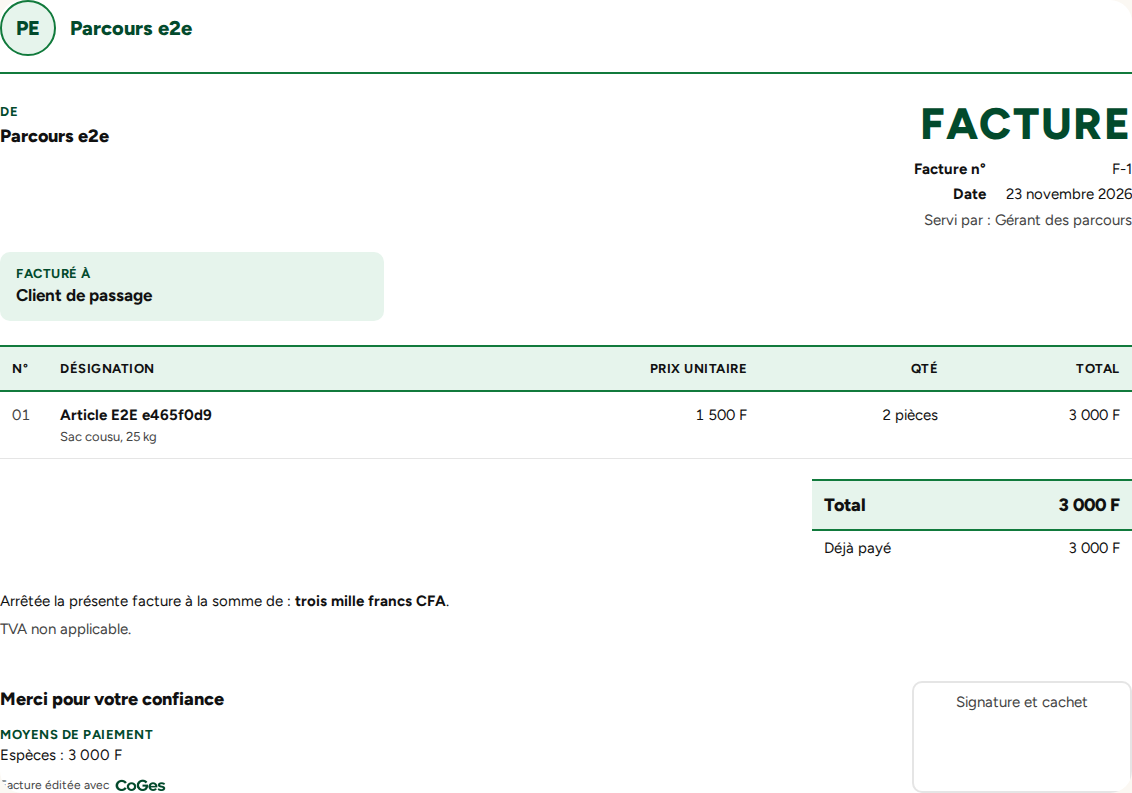 PE Parcours e2e
DE
Parcours e2e
FACTURE
Facture n° F-1
Date 23 novembre 2026
Servi par : Gérant des parcours
FACTURÉ À
Client de passage
N° DÉSIGNATION PRIX UNITAIRE QTÉ TOTAL
01 Article E2E e465f0d9 1 500 F 2 pièces 3 000 F
Sac cousu, 25 kg
Total 3 000 F
Déjà payé 3 000 F
Arrêtée la présente facture à la somme de : trois mille francs CFA.
TVA non applicable.
Merci pour votre confiance
Signature et cachet
MOYENS DE PAIEMENT
Espèces : 3 000 F
Facture éditée avec CoGes